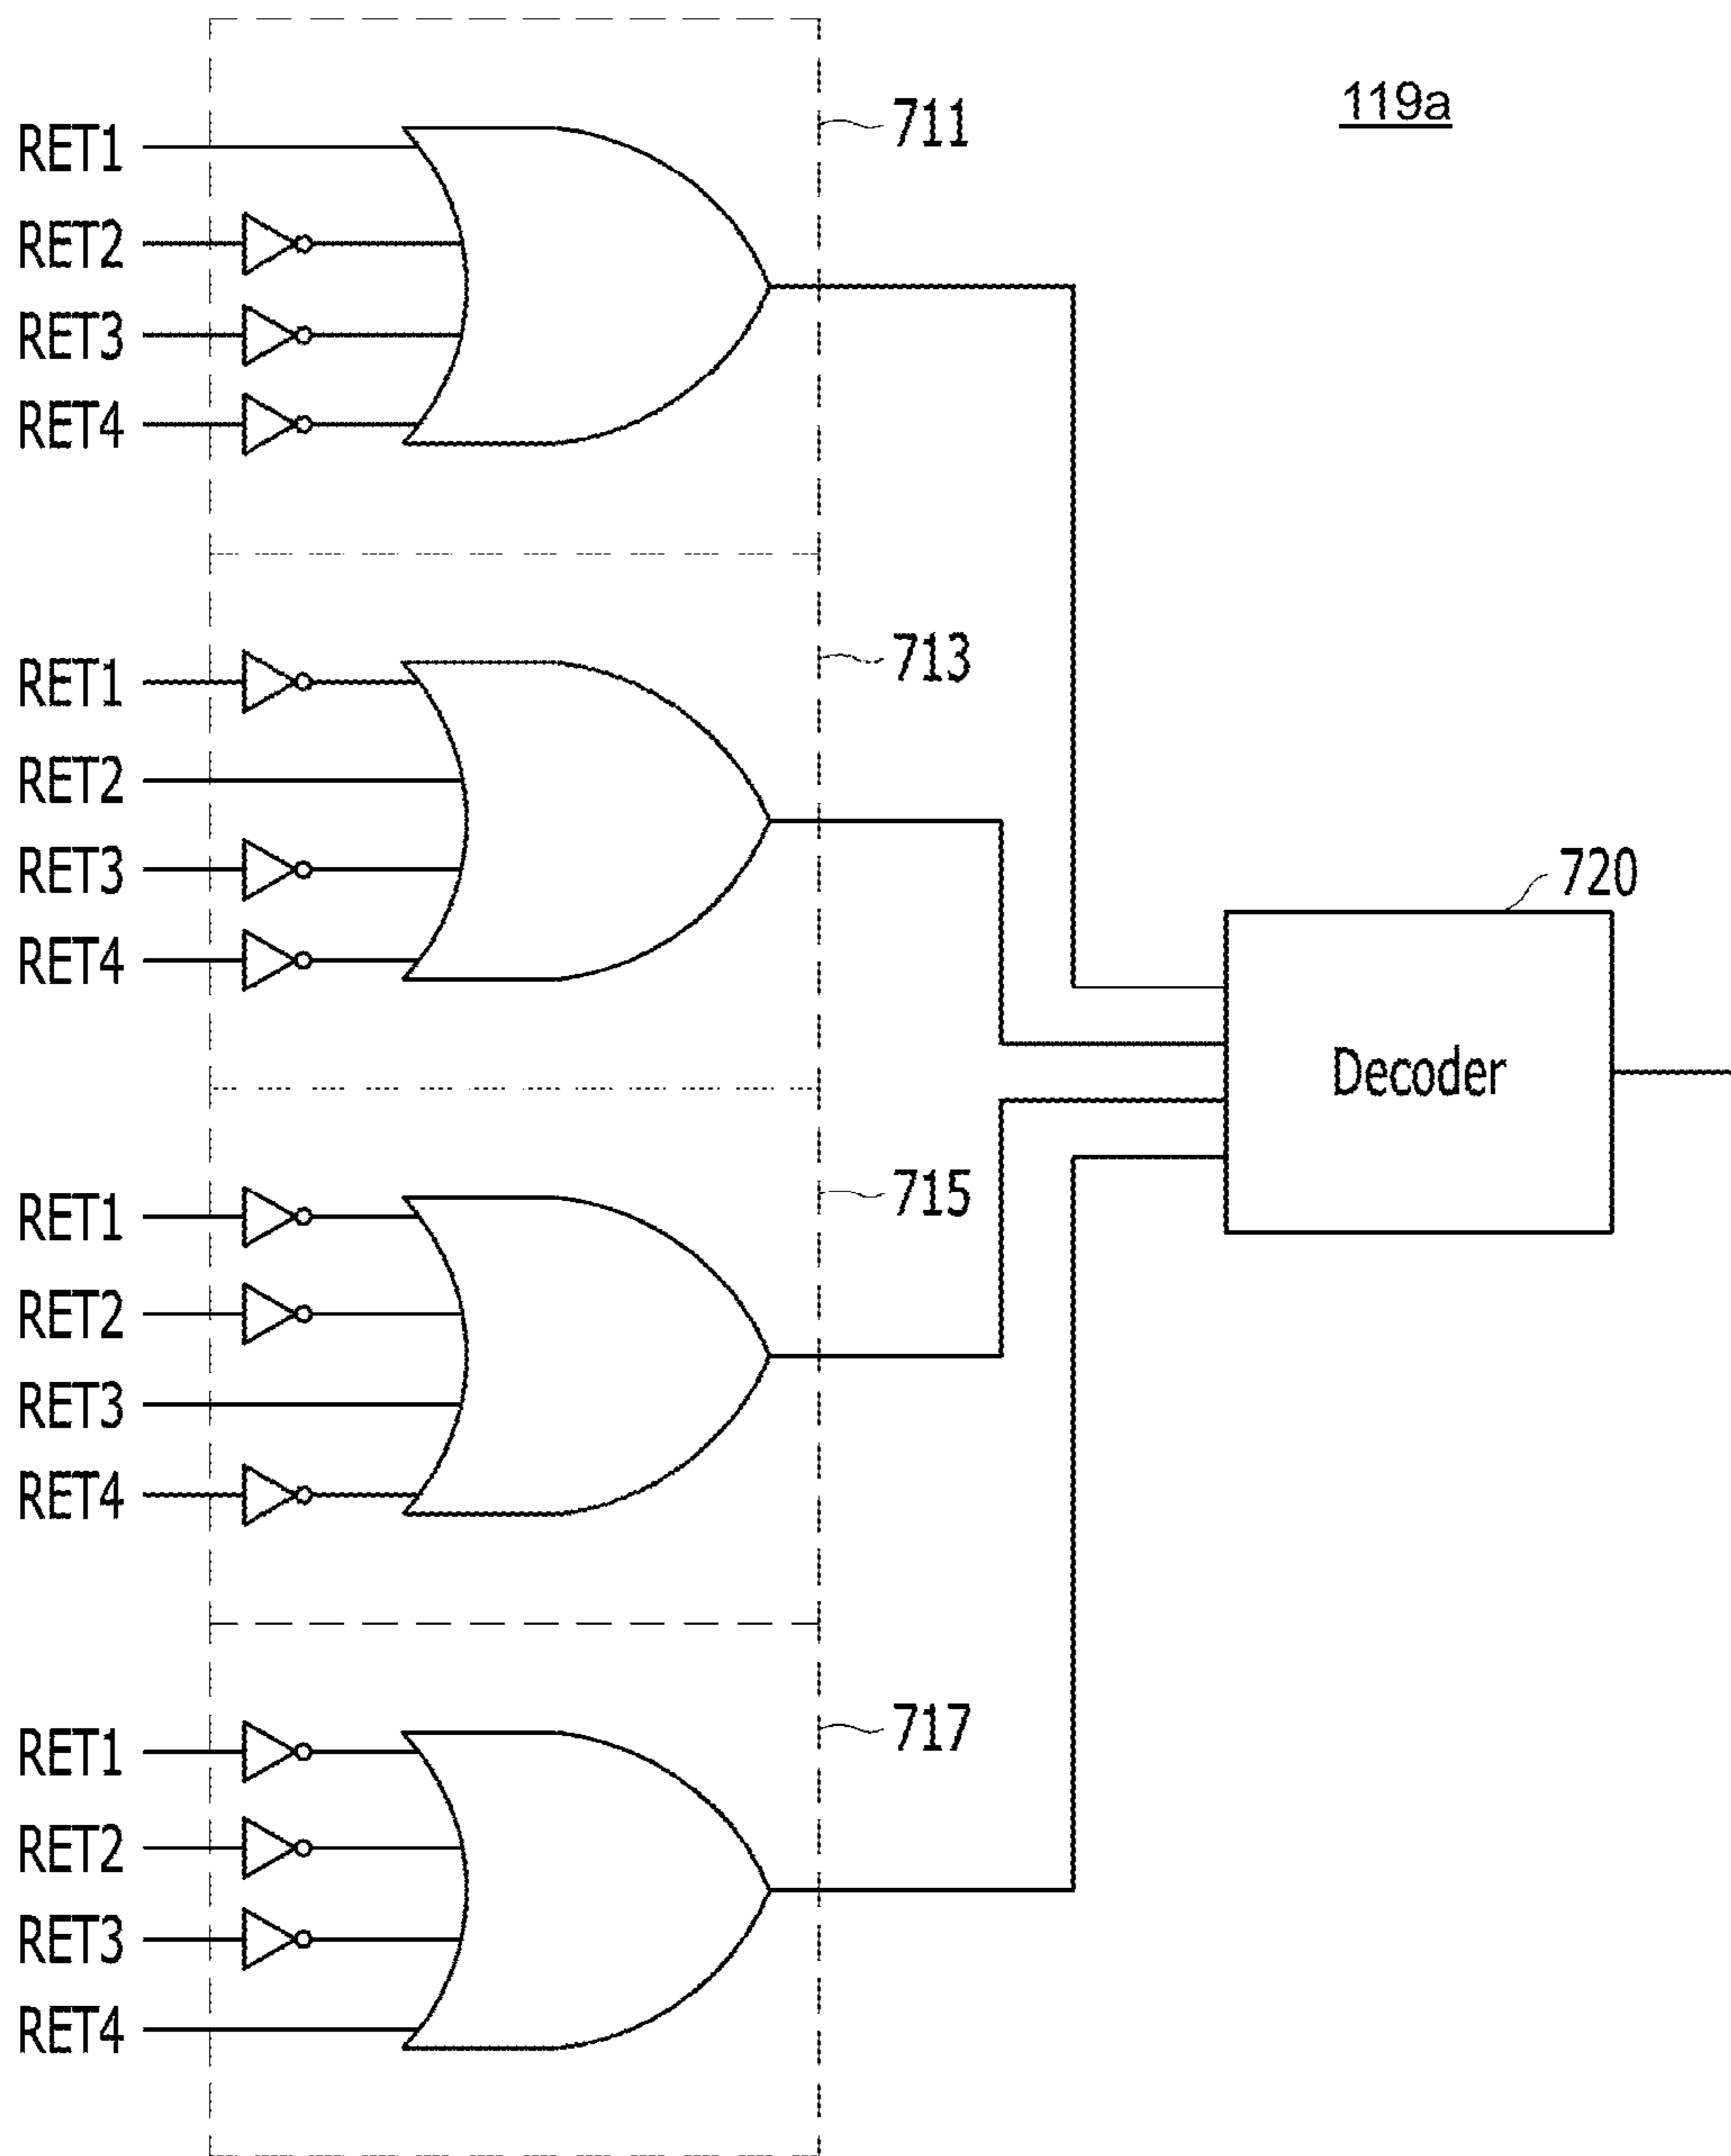 119a
711
RET1
RET2
RET3
RET4
713
RET1
RET2
RET3
RET4
720
Decoder
715
RET1
RET2
RET3
RET4
717
RET1
RET2
RET3
RET4